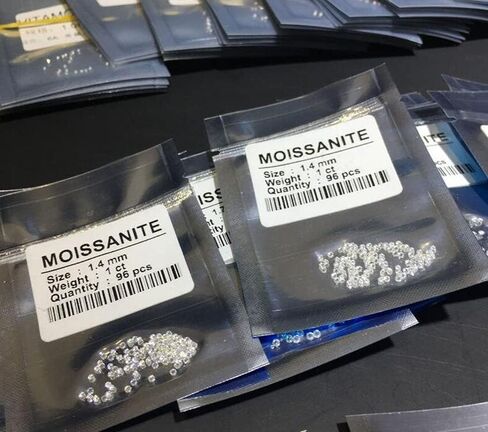 MOISSANITE
Size : 1.4 mm
Weight : 1 ct
Quantity : 96 pcs
MOISSANITE
Size : 1.4 mm
Weight : 1 ct
Quantity : 96 pcs